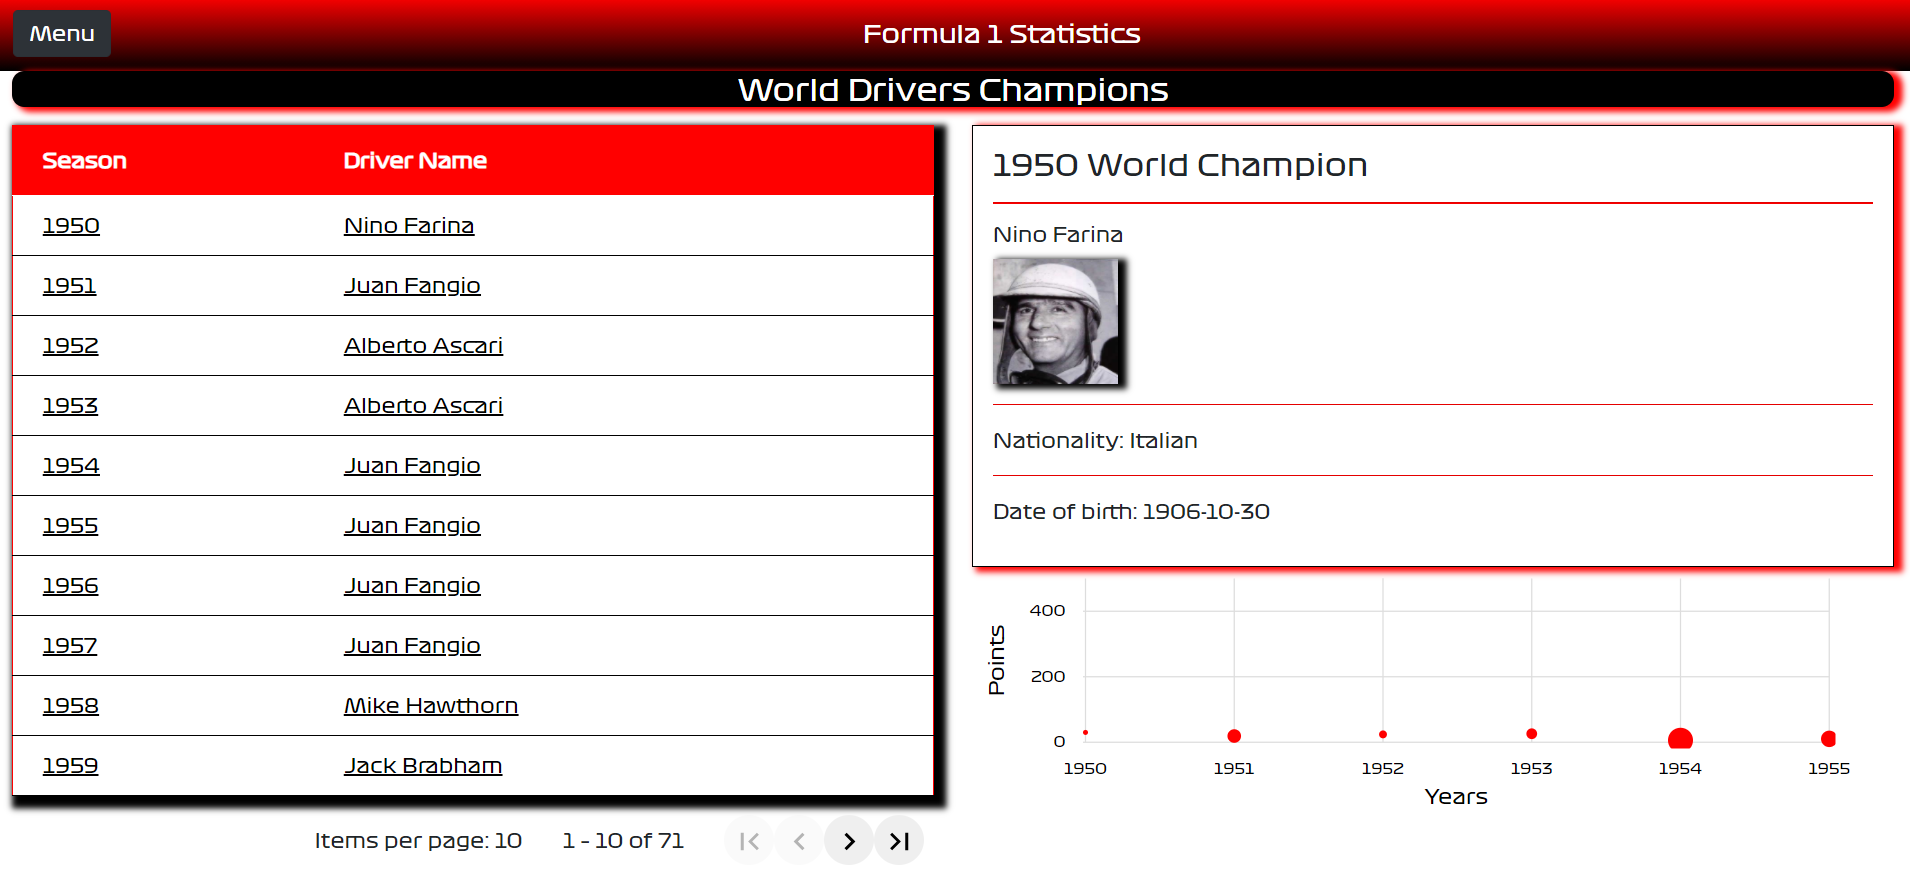 Menu
Formula 1 Statistics
World Drivers Champions
Season Driver Name
1950 Nino Farina
1951 Juan Fangio
1952 Alberto Ascari
1953 Alberto Ascari
1954 Juan Fangio
1955 Juan Fangio
1956 Juan Fangio
1957 Juan Fangio
1958 Mike Hawthorn
1959 Jack Brabham
Items per page: 10 1 - 10 of 71
1950 World Champion
Nino Farina
Nationality: Italian
Date of birth: 1906-10-30
Points
400
200
0
1950 1951 1952 1953 1954 1955
Years